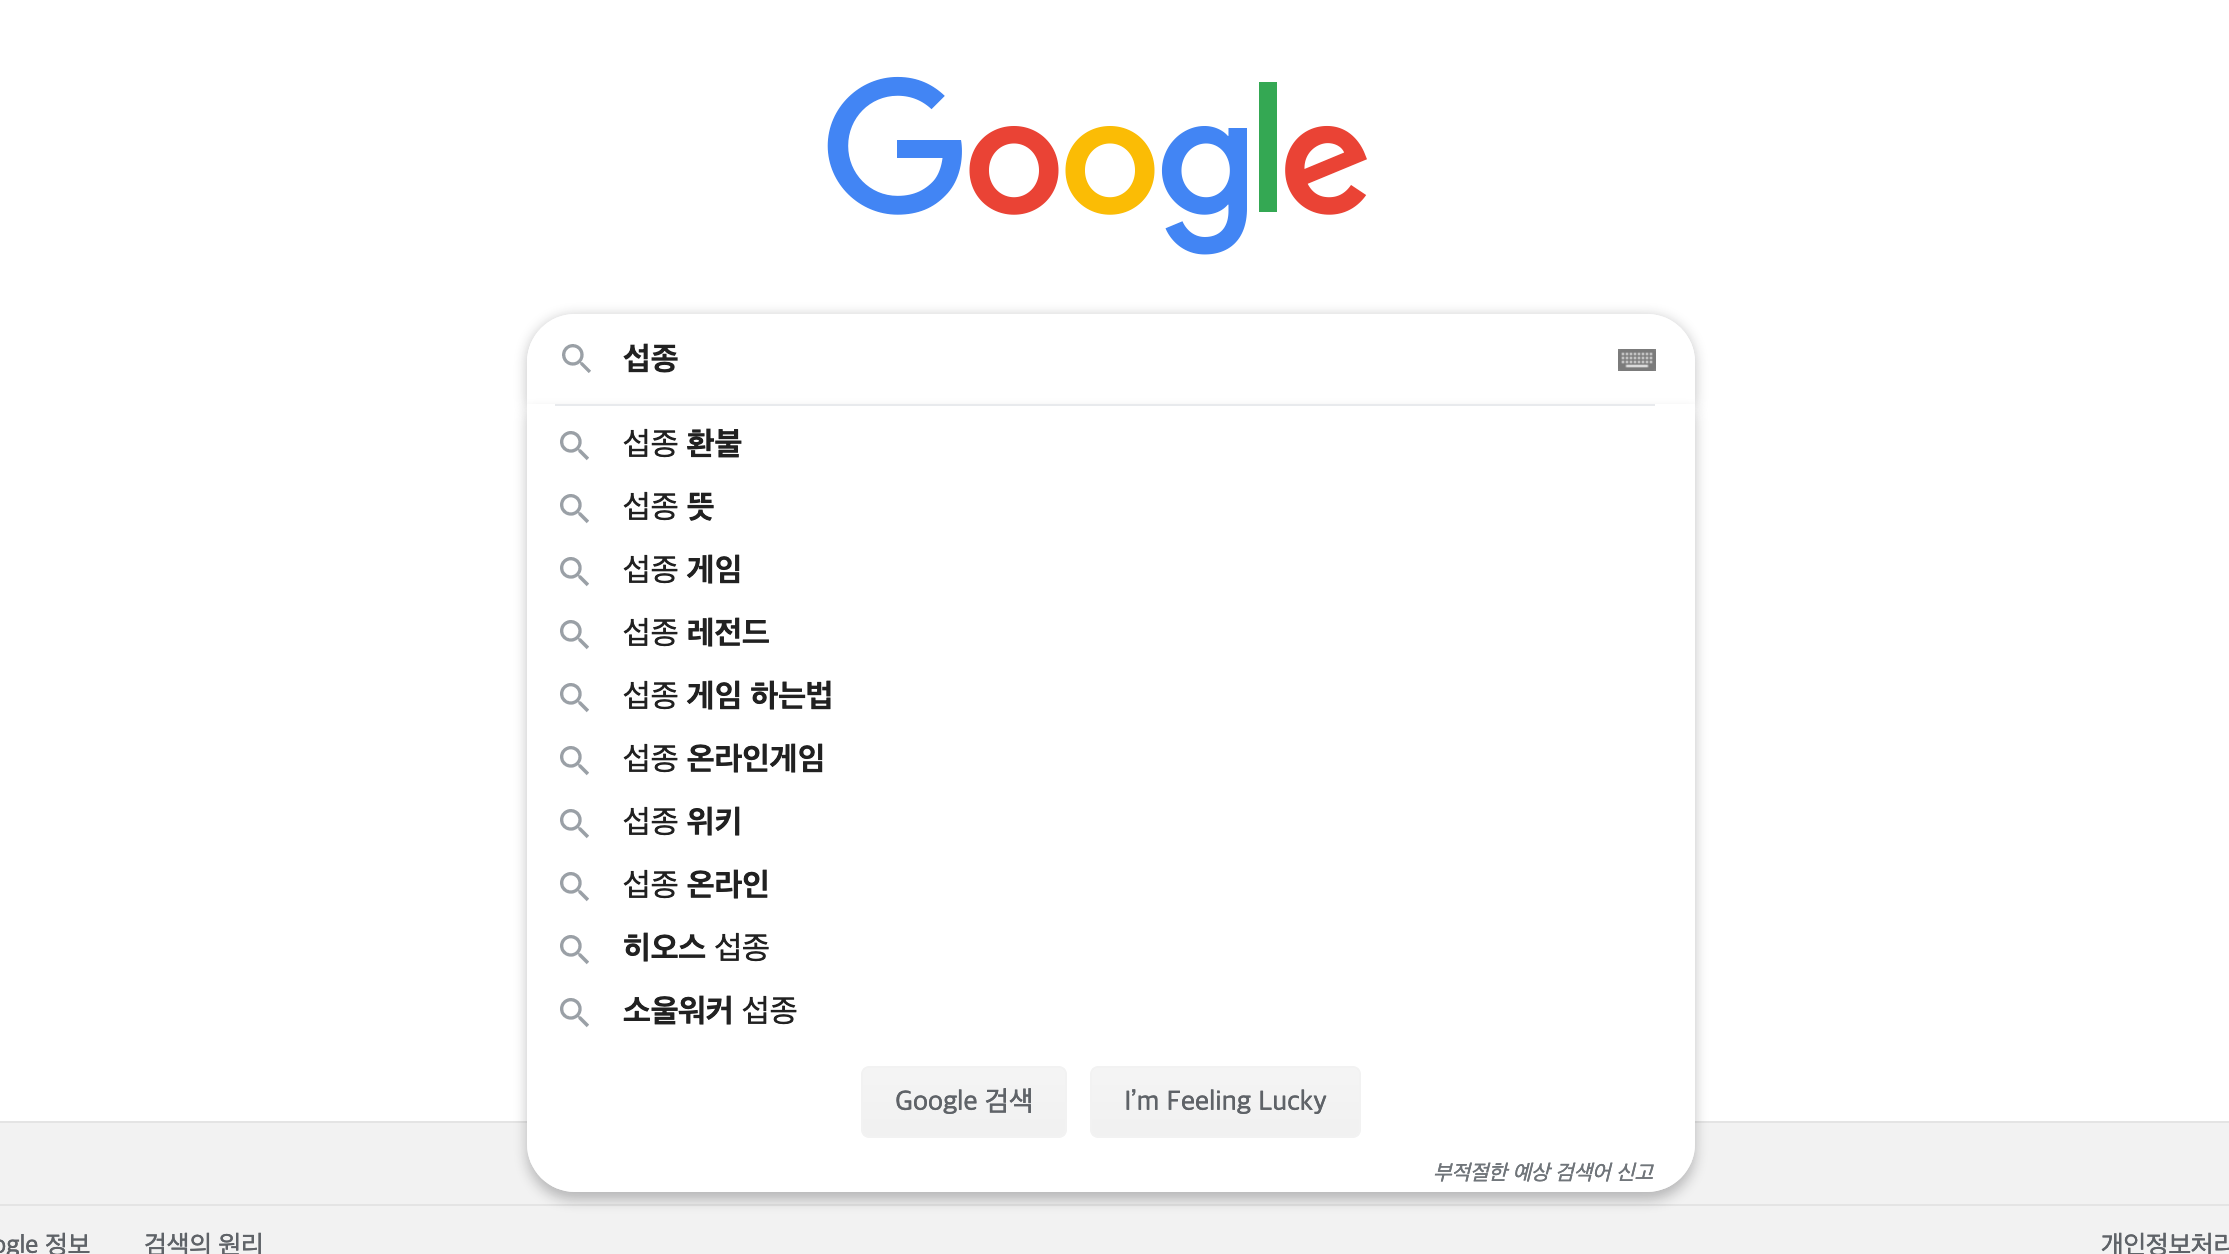 Google
섭종
섭종 환불
섭종 뜻
섭종 게임
섭종 레전드
섭종 게임 하는법
섭종 온라인게임
섭종 위키
섭종 온라인
히오스 섭종
소울워커 섭종
Google 검색
I'm Feeling Lucky
부적절한 예상 검색어 신고
ogle 정보
검색의 원리
개인정보처리